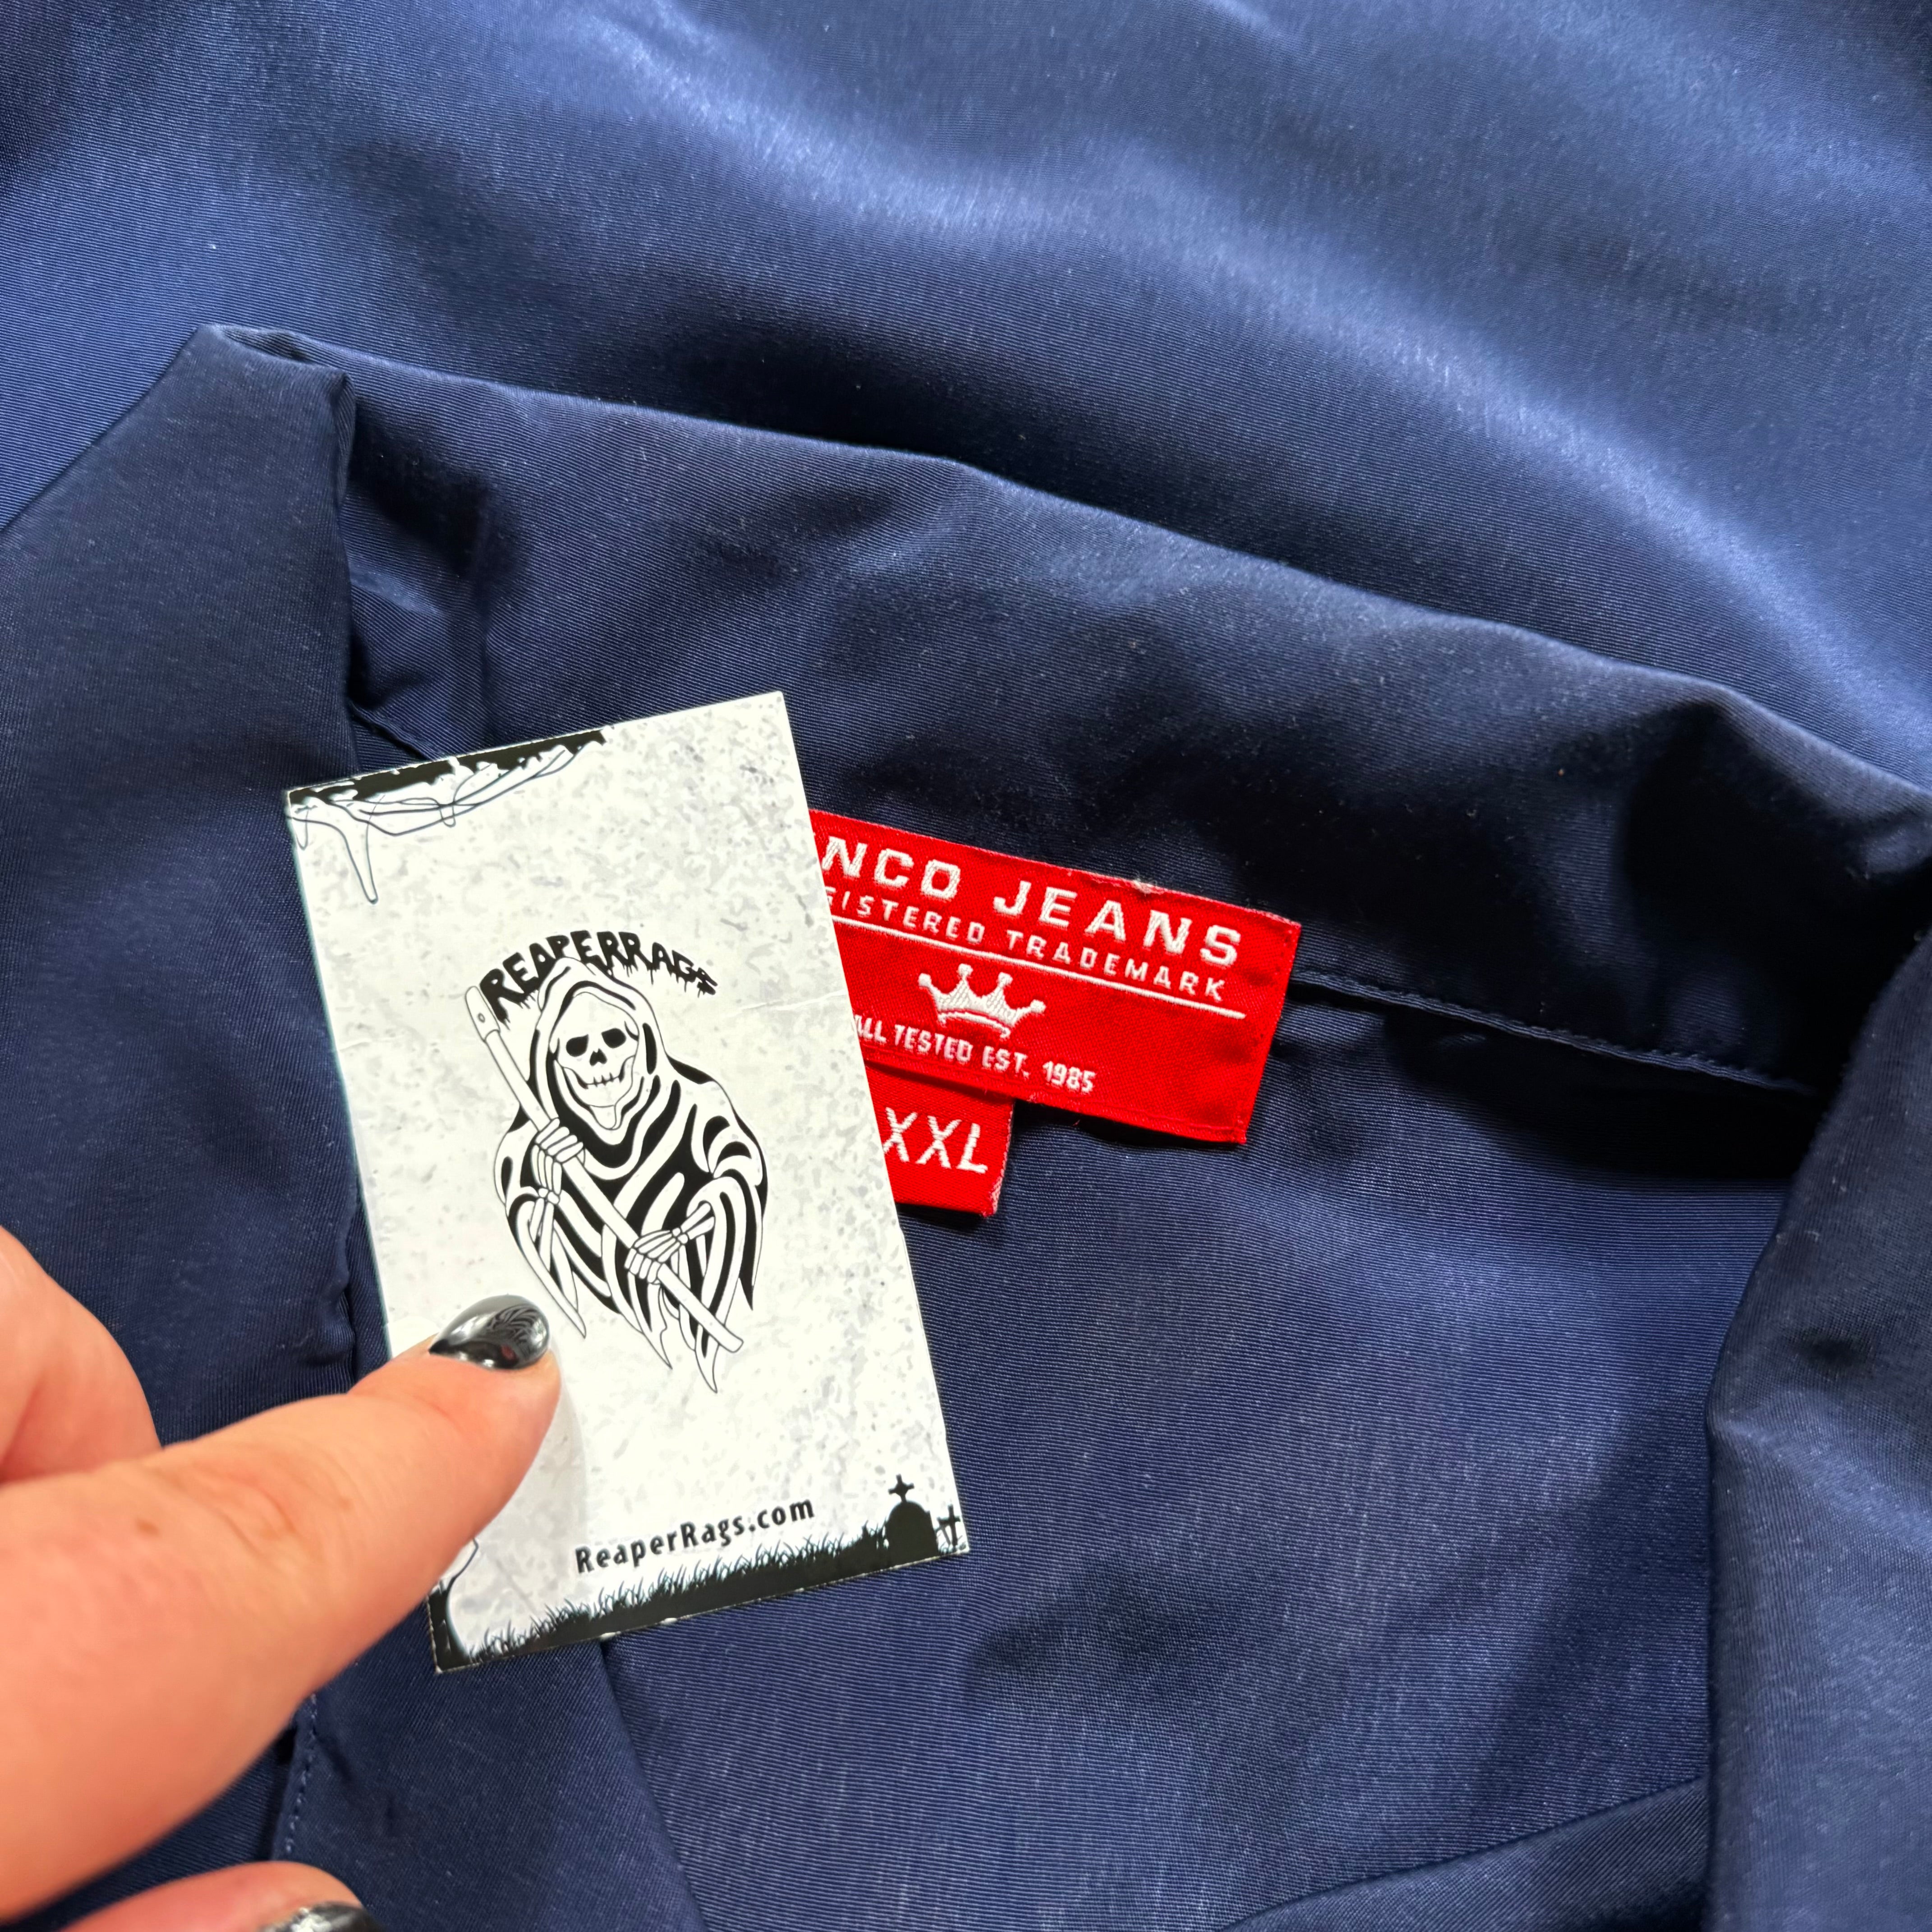 REAPERRAGS
ReaperRags.com
NCO JEANS
GISTERED TRADEMARK
ALL TESTED EST. 1985
XXL